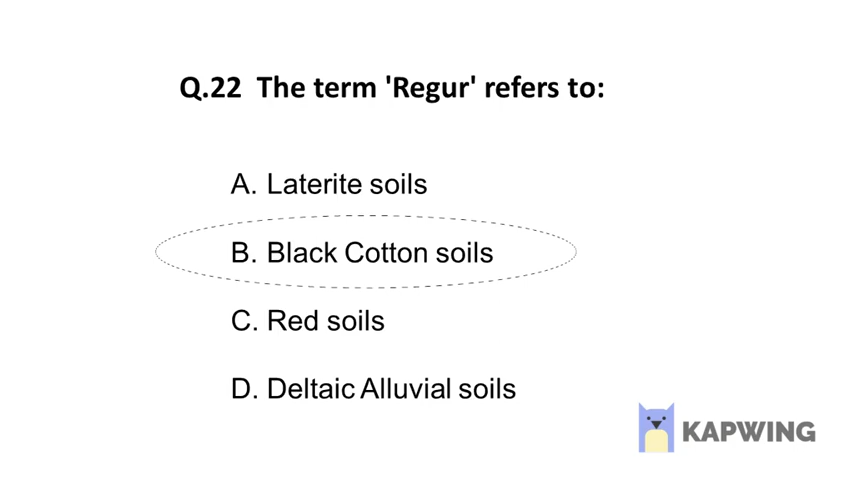 Q.22 The term 'Regur' refers to:
A. Laterite soils
B. Black Cotton soils
C. Red soils
D. Deltaic Alluvial soils
KAPWING